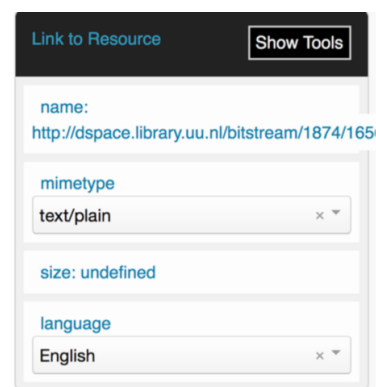 Link to Resource
Show Tools
name:
http://dspace.library.uu.nl/bitstream/1874/165
mimetype
text/plain
size: undefined
language
English